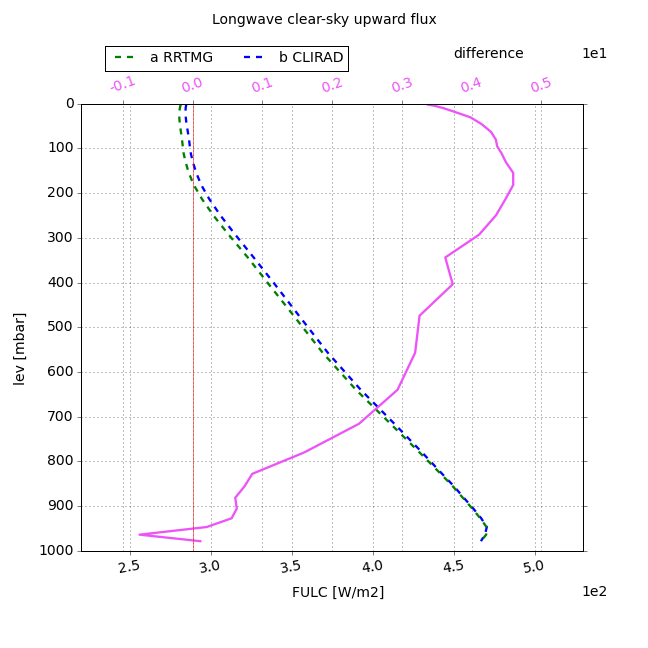 Longwave clear-sky upward flux
a RRTMG b CLIRAD difference 1e1
-0.1 0.0 0.1 0.2 0.3 0.4 0.5
0
100
200
300
400
500
600
700
800
900
1000
lev [mbar]
2.5 3.0 3.5 4.0 4.5 5.0
FULC [W/m2] 1e2